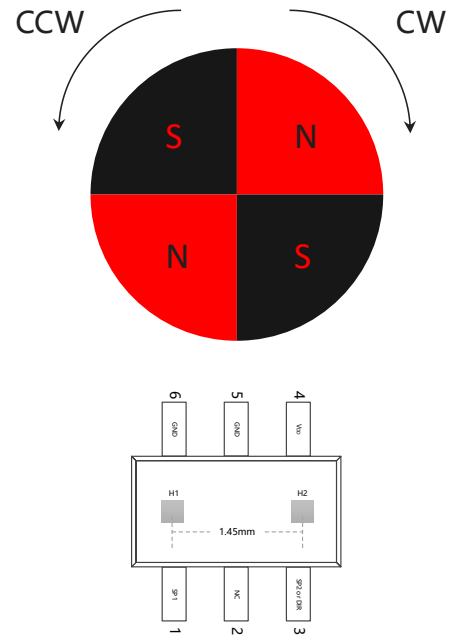 CCW CW
S N
N S
6 5 4
GND GND VDD
H1 H2
1.45mm
SP1 NC SP2 or DIR
1 2 3